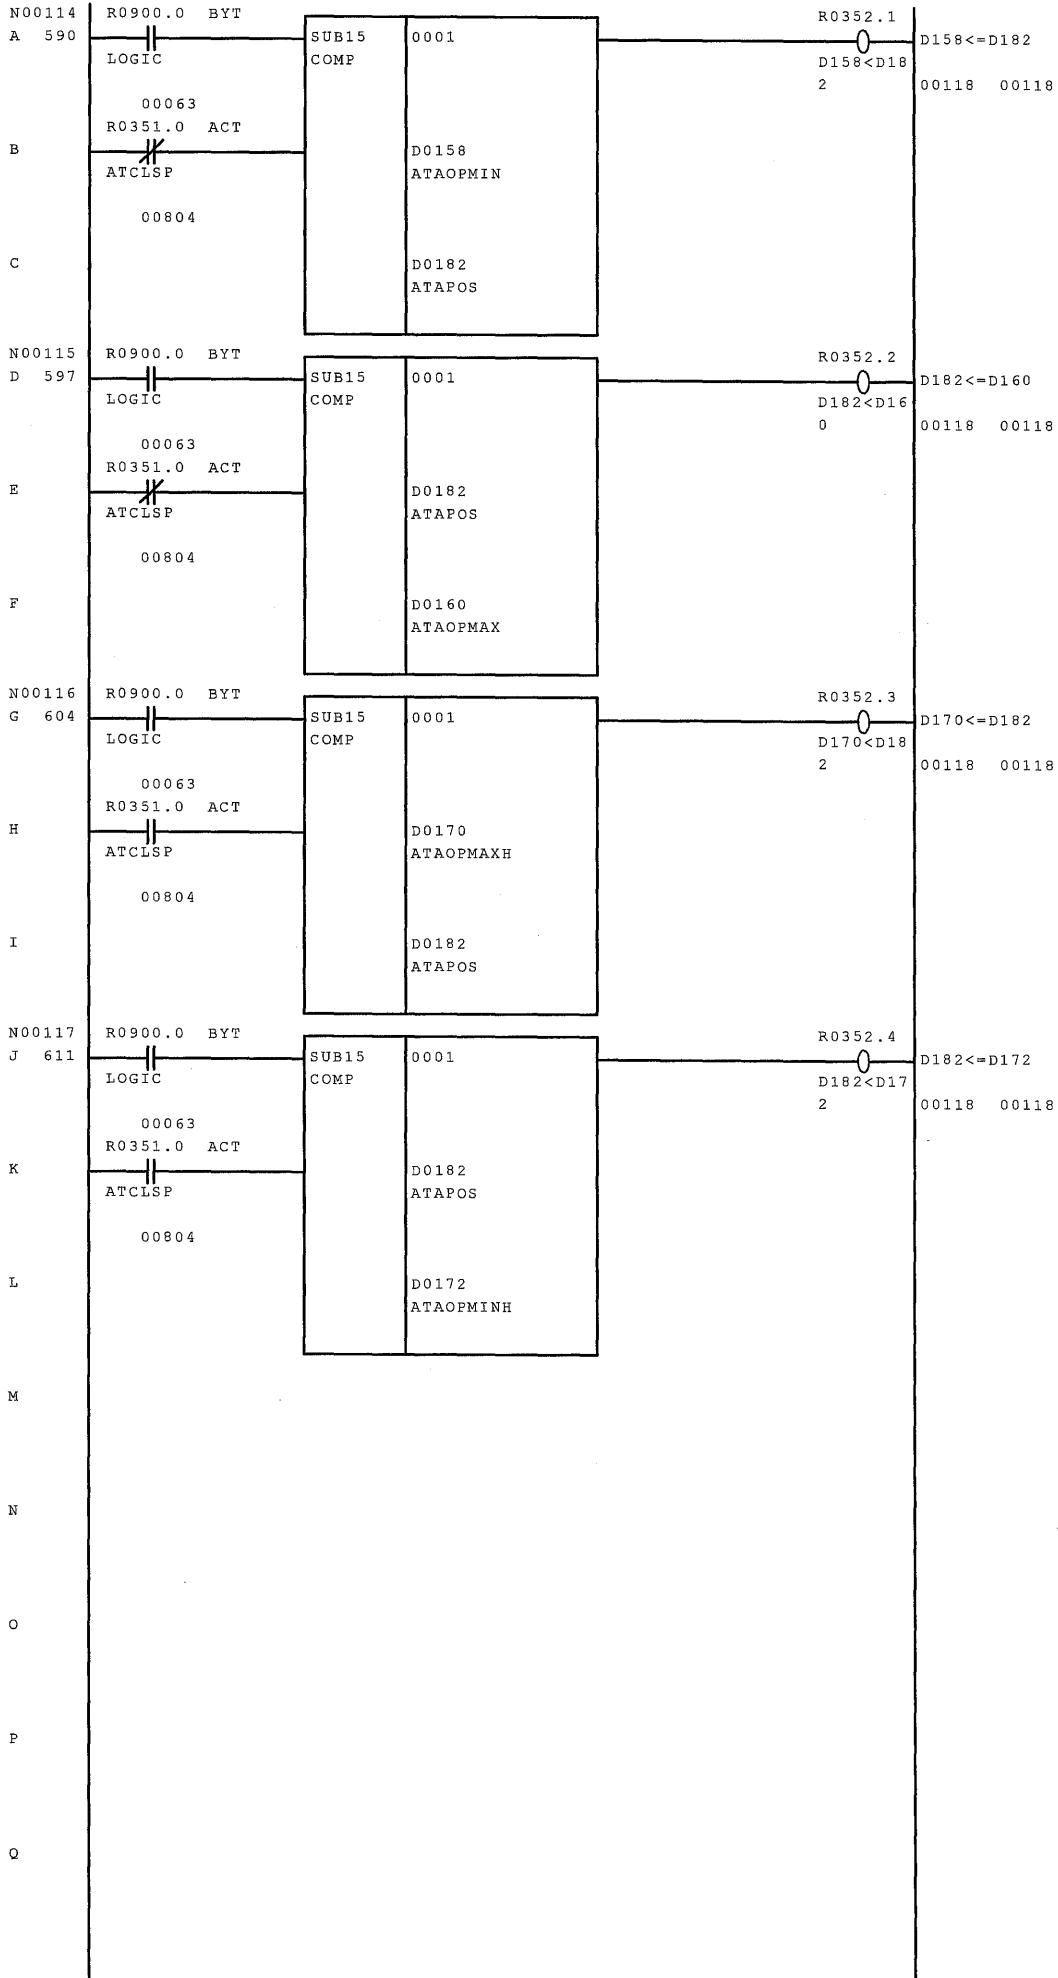 N00114 R0900.0 BYT R0352.1
A 590 SUB15 0001 D158<=D182
LOGIC COMP D158<D18
2 00118 00118
00063
R0351.0 ACT
B D0158
ATCLSP ATAOPMIN
00804
C D0182
ATAPOS
N00115 R0900.0 BYT R0352.2
D 597 SUB15 0001 D182<=D160
LOGIC COMP D182<D16
0 00118 00118
00063
R0351.0 ACT
E D0182
ATCLSP ATAPOS
00804
F D0160
ATAOPMAX
N00116 R0900.0 BYT R0352.3
G 604 SUB15 0001 D170<=D182
LOGIC COMP D170<D18
2 00118 00118
00063
R0351.0 ACT
H D0170
ATCLSP ATAOPMAXH
00804
I D0182
ATAPOS
N00117 R0900.0 BYT R0352.4
J 611 SUB15 0001 D182<=D172
LOGIC COMP D182<D17
2 00118 00118
00063
R0351.0 ACT
K D0182
ATCLSP ATAPOS
00804
L D0172
ATAOPMINH
M
N
O
P
Q